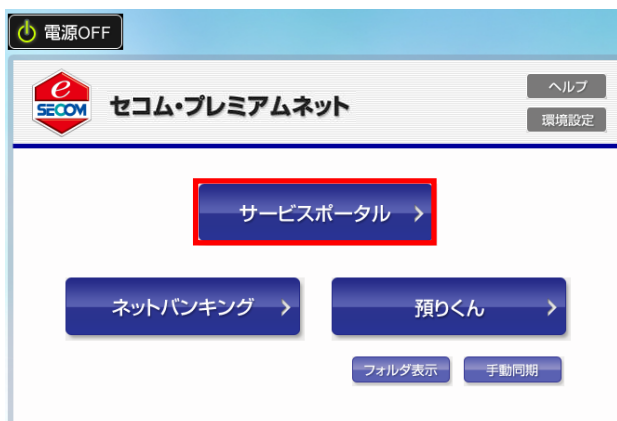 電源OFF
e
SECOM
セコム・プレミアムネット
ヘルプ
環境設定
サービスポータル
ネットバンキング
預りくん
フォルダ表示
手動同期